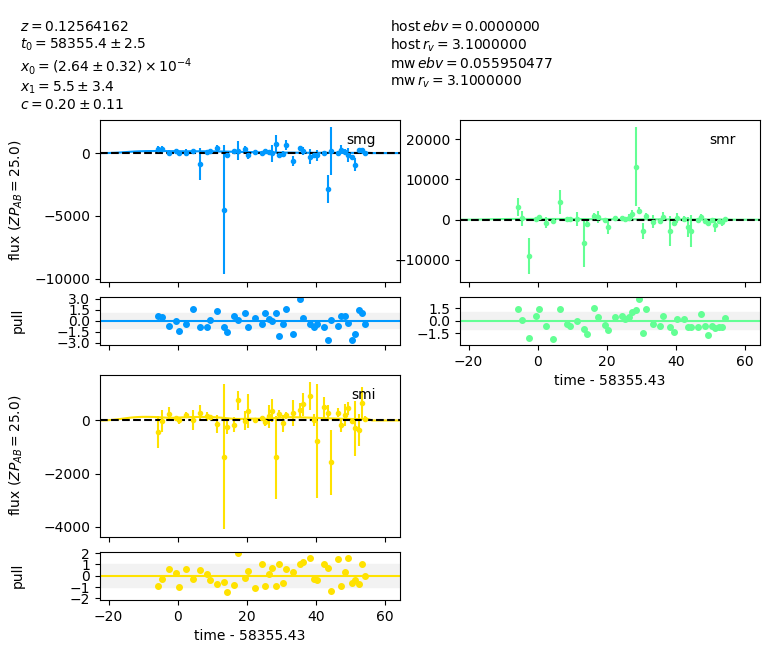 z = 0.12564162
t₀ = 58355.4 ± 2.5
x₀ = (2.64 ± 0.32) × 10⁻⁴
x₁ = 5.5 ± 3.4
c = 0.20 ± 0.11
host ebv = 0.0000000
host r_v = 3.1000000
mw ebv = 0.055950477
mw r_v = 3.1000000
smg
flux (ZP_AB = 25.0)
0
−5000
−10000
smr
20000
10000
0
−10000
pull
3.0
1.5
0.0
−1.5
−3.0
1.5
0.0
−1.5
−20
0
20
40
60
time - 58355.43
smi
flux (ZP_AB = 25.0)
0
−2000
−4000
pull
2
1
0
−1
−2
−20
0
20
40
60
time - 58355.43